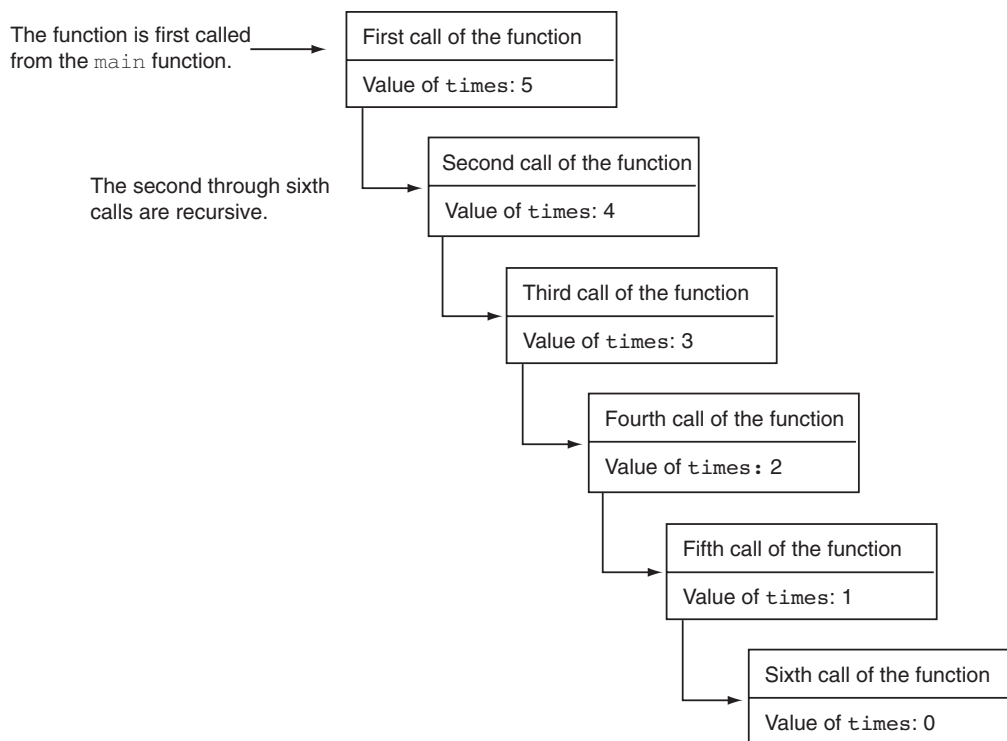 The function is first called
from the main function.
First call of the function
Value of times: 5
The second through sixth
calls are recursive.
Second call of the function
Value of times: 4
Third call of the function
Value of times: 3
Fourth call of the function
Value of times: 2
Fifth call of the function
Value of times: 1
Sixth call of the function
Value of times: 0